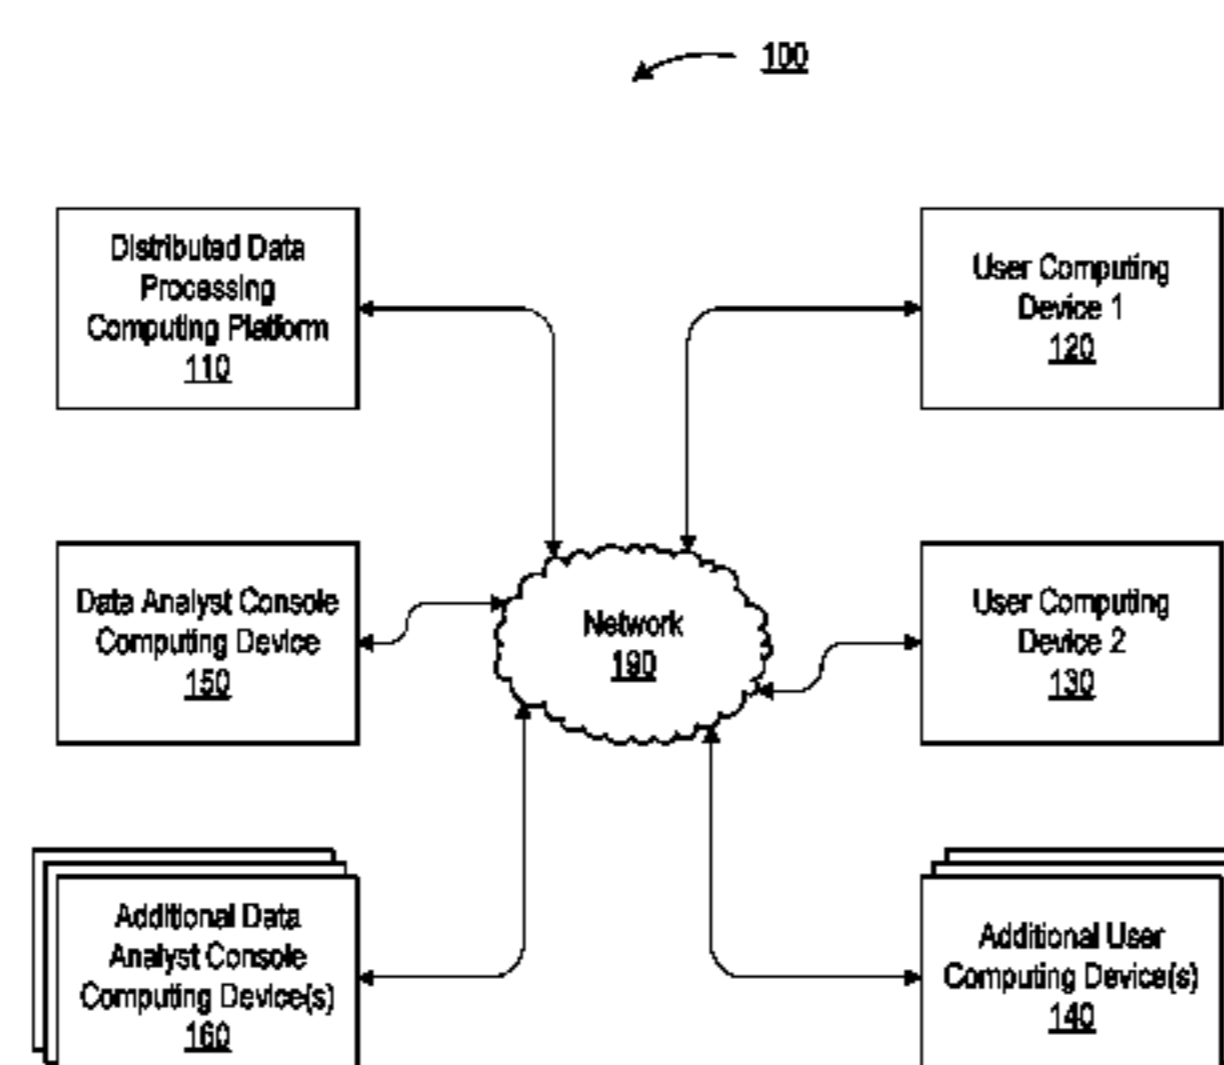 100
Distributed Data
Processing
Computing Platform
110
User Computing
Device 1
120
Data Analyst Console
Computing Device
150
Network
190
User Computing
Device 2
130
Additional Data
Analyst Console
Computing Device(s)
160
Additional User
Computing Device(s)
140